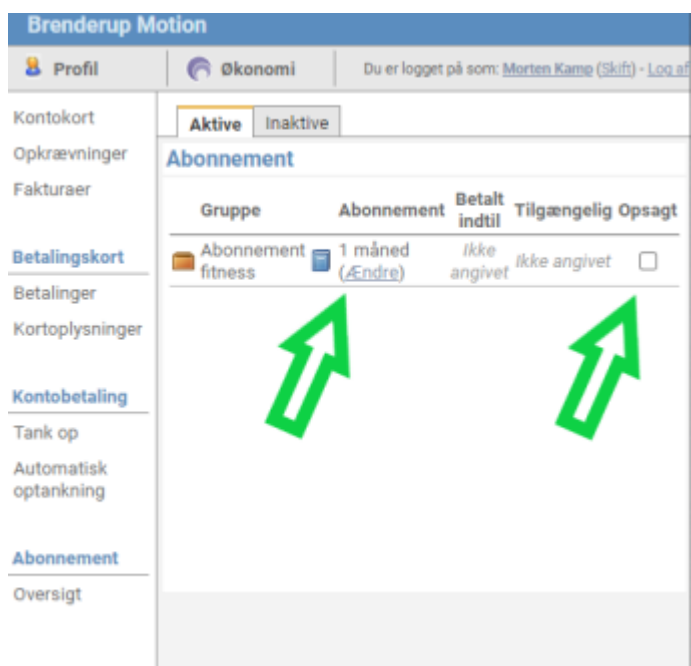 Brenderup Motion
Profil
Økonomi
Du er logget på som: Morten Kamp (Skift) - Log af
Kontokort
Opkrævninger
Fakturaer
Betalingskort
Betalinger
Kortoplysninger
Kontobetaling
Tank op
Automatisk
optankning
Abonnement
Oversigt
Aktive
Inaktive
Abonnement
Gruppe Abonnement Betalt indtil Tilgængelig Opsagt
Abonnement fitness
1 måned (Ændre)
Ikke angivet
Ikke angivet